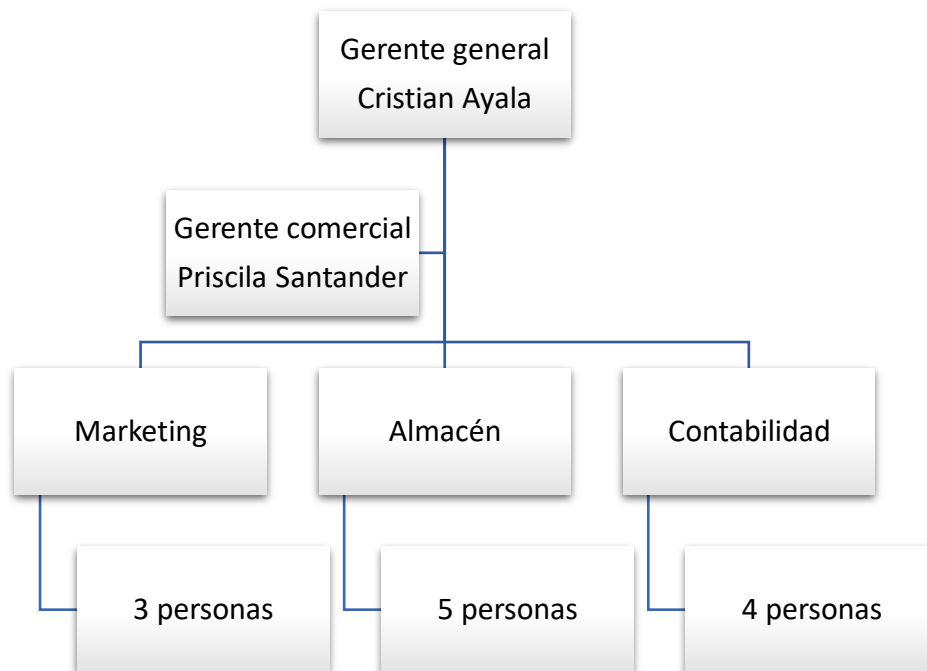 Gerente general
Cristian Ayala
Gerente comercial
Priscila Santander
Marketing
Almacén
Contabilidad
3 personas
5 personas
4 personas